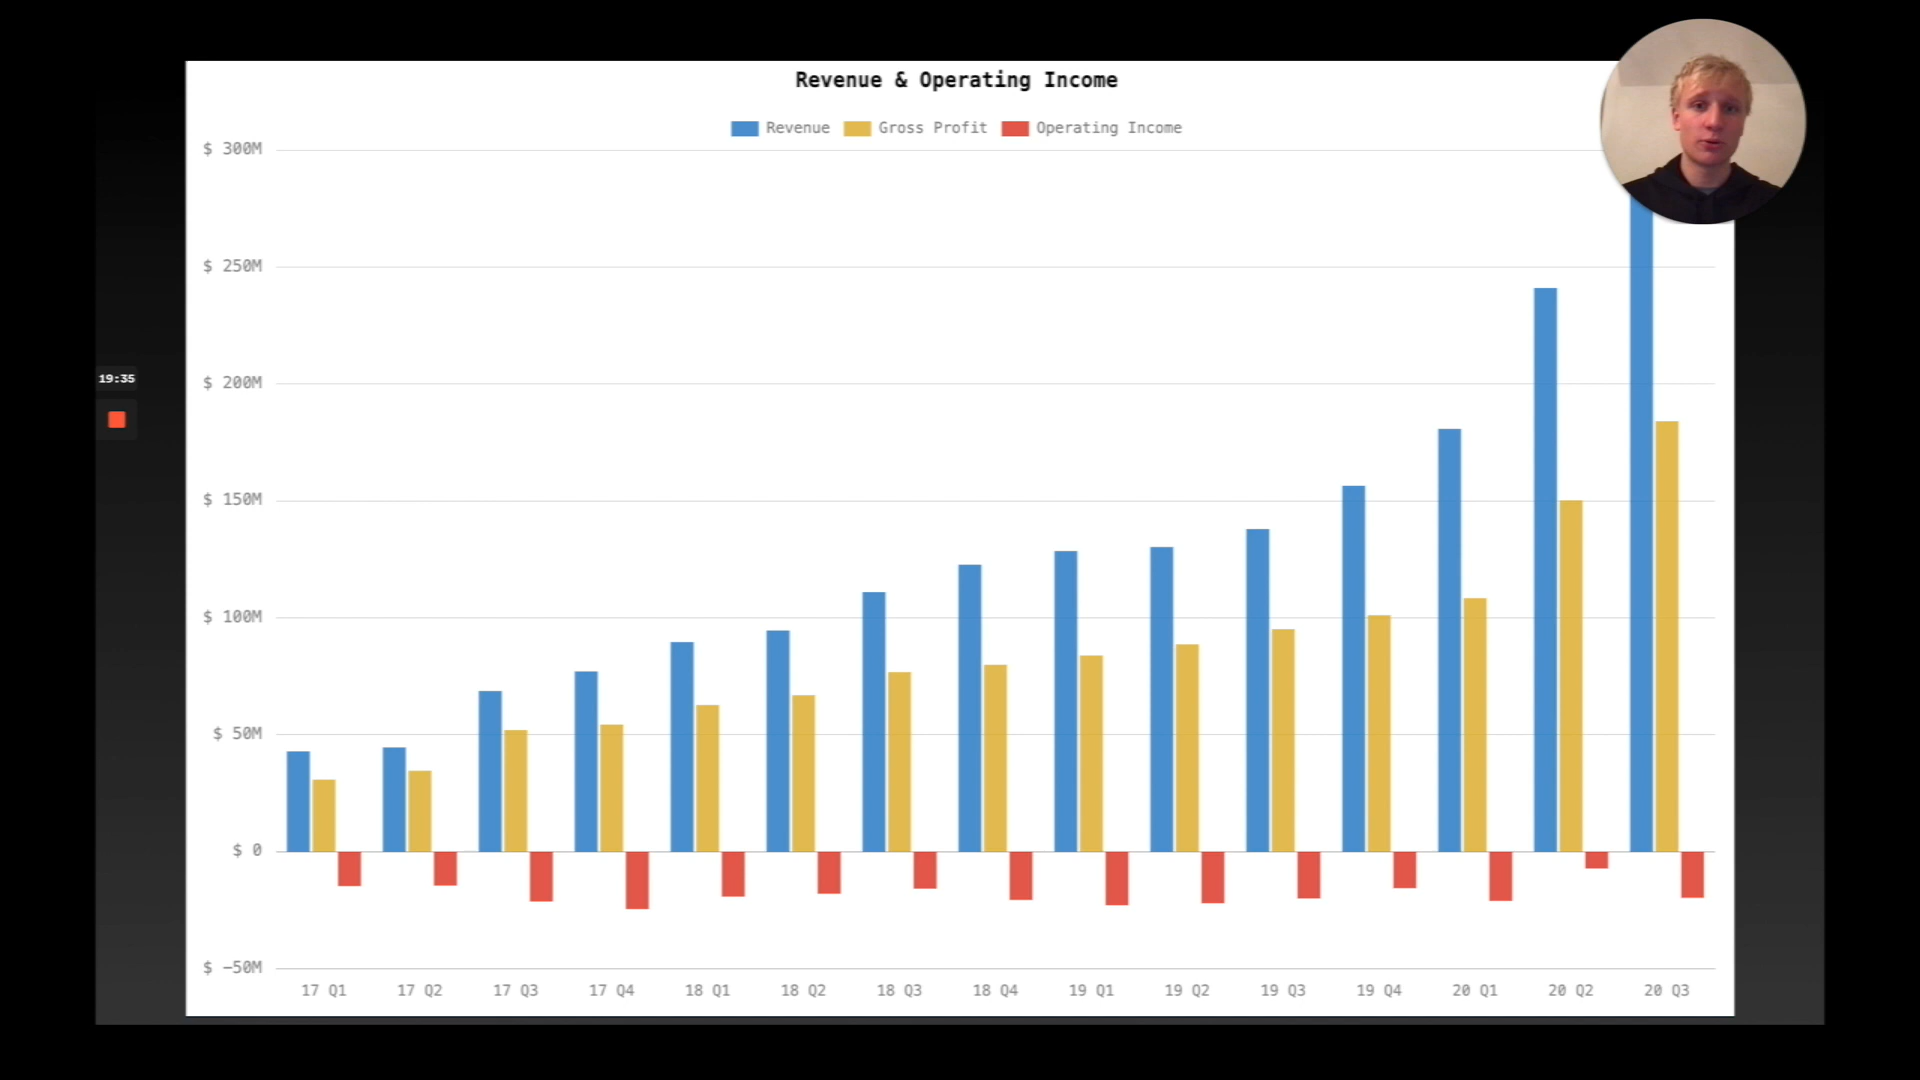 Revenue & Operating Income
Revenue Gross Profit Operating Income
$ 300M
$ 250M
$ 200M
$ 150M
$ 100M
$ 50M
$ 0
$ −50M
17 Q1 17 Q2 17 Q3 17 Q4 18 Q1 18 Q2 18 Q3 18 Q4 19 Q1 19 Q2 19 Q3 19 Q4 20 Q1 20 Q2 20 Q3
19:35